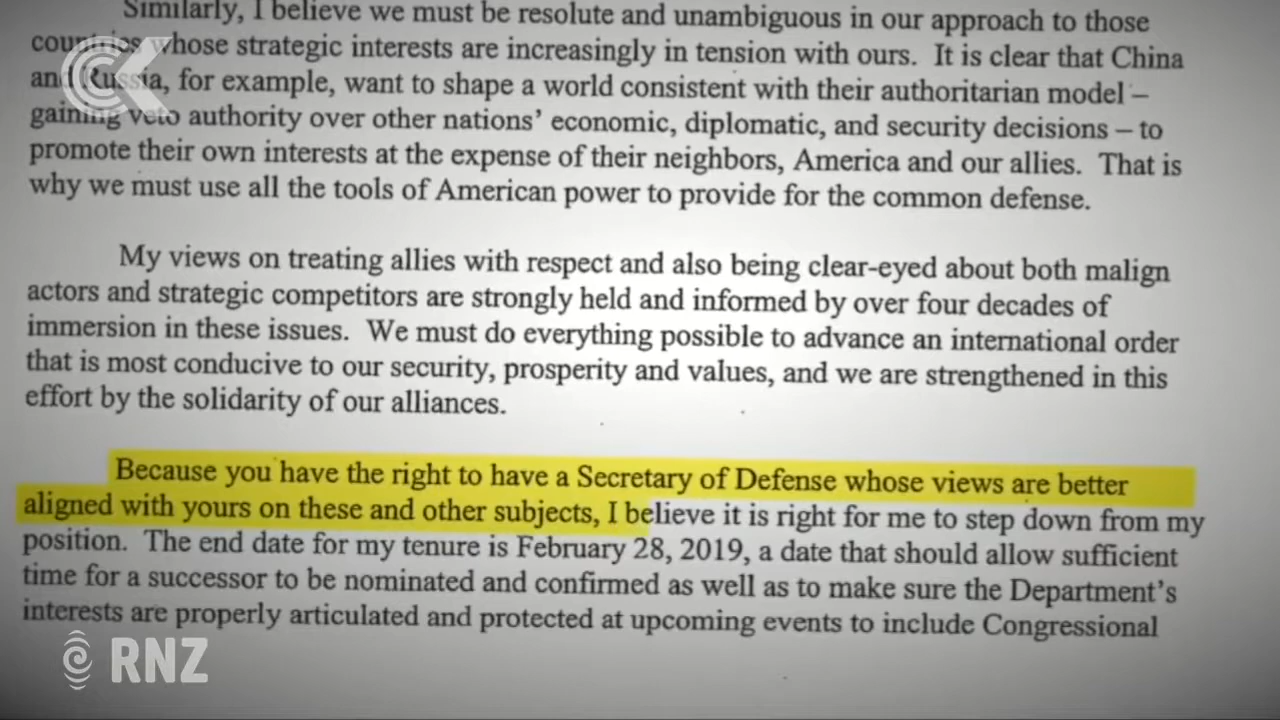 Similarly, I believe we must be resolute and unambiguous in our approach to those
countries whose strategic interests are increasingly in tension with ours. It is clear that China
and Russia, for example, want to shape a world consistent with their authoritarian model –
gaining veto authority over other nations’ economic, diplomatic, and security decisions – to
promote their own interests at the expense of their neighbors, America and our allies. That is
why we must use all the tools of American power to provide for the common defense.
My views on treating allies with respect and also being clear-eyed about both malign
actors and strategic competitors are strongly held and informed by over four decades of
immersion in these issues. We must do everything possible to advance an international order
that is most conducive to our security, prosperity and values, and we are strengthened in this
effort by the solidarity of our alliances.
Because you have the right to have a Secretary of Defense whose views are better
aligned with yours on these and other subjects, I believe it is right for me to step down from my
position. The end date for my tenure is February 28, 2019, a date that should allow sufficient
time for a successor to be nominated and confirmed as well as to make sure the Department’s
interests are properly articulated and protected at upcoming events to include Congressional
RNZ